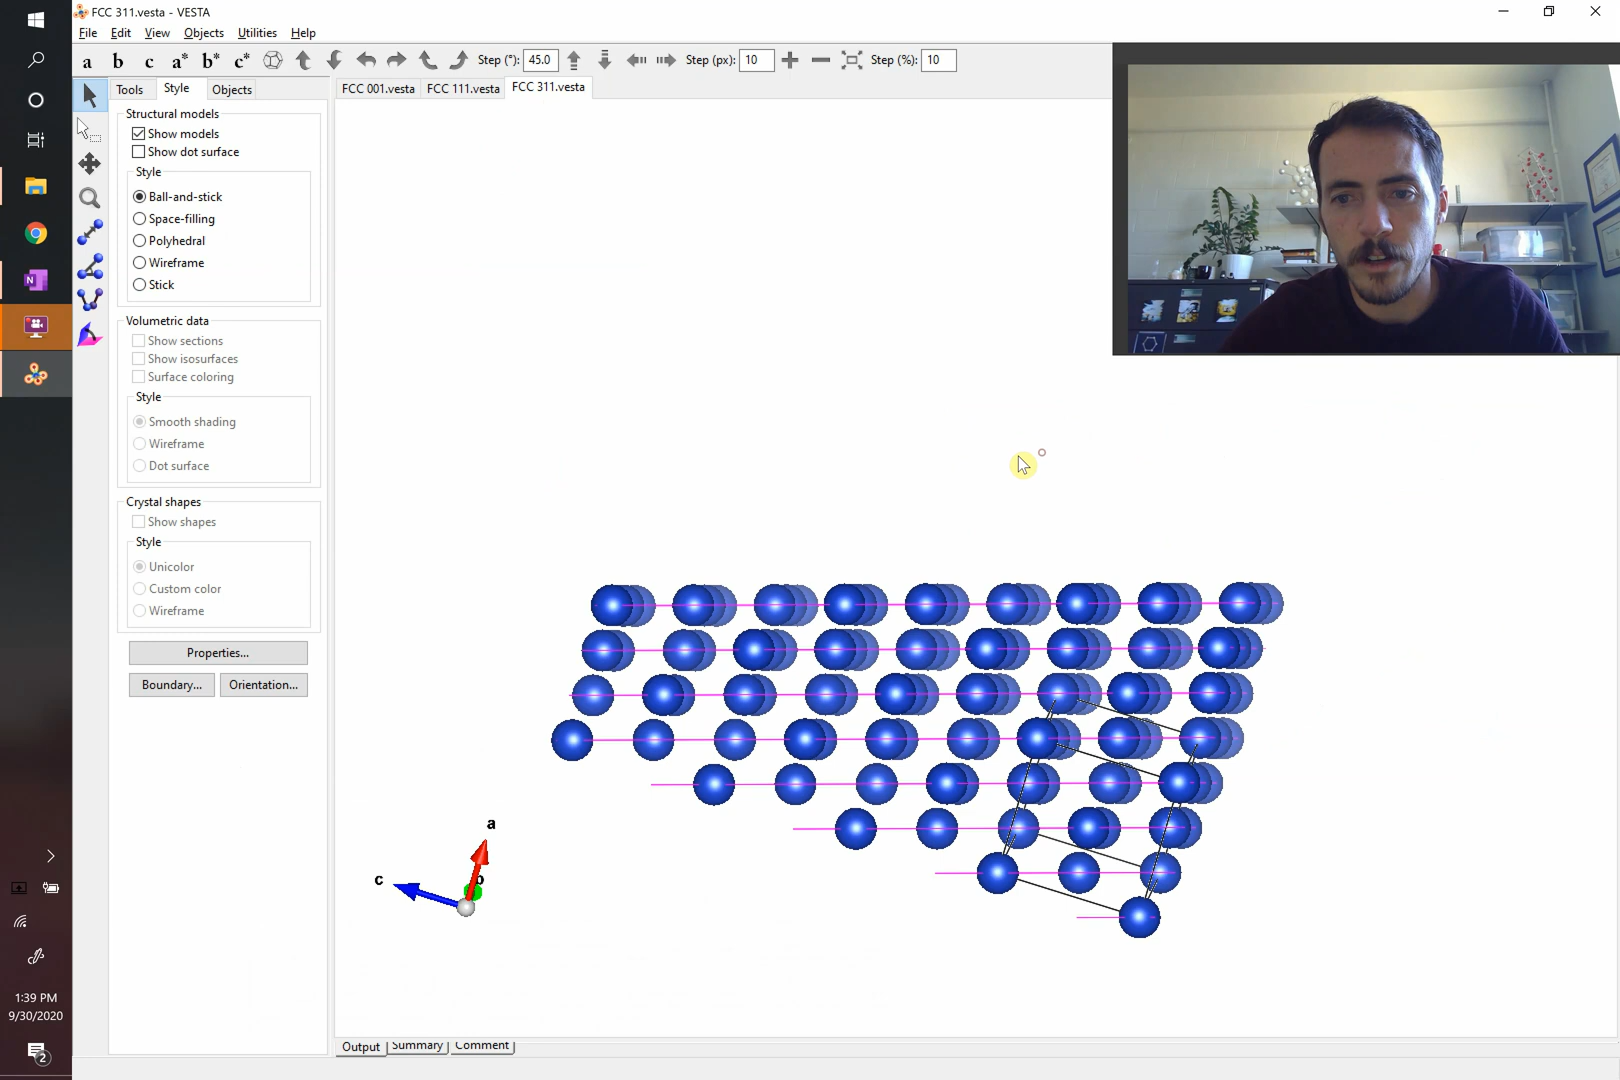 FCC 311.vesta - VESTA
File Edit View Objects Utilities Help
a b c a* b* c* Step (°): 45.0 Step (px): 10 Step (%): 10
Tools Style Objects
FCC 001.vesta FCC 111.vesta FCC 311.vesta
Structural models
Show models
Show dot surface
Style
Ball-and-stick
Space-filling
Polyhedral
Wireframe
Stick
Volumetric data
Show sections
Show isosurfaces
Surface coloring
Style
Smooth shading
Wireframe
Dot surface
Crystal shapes
Show shapes
Style
Unicolor
Custom color
Wireframe
Properties...
Boundary... Orientation...
a
c
b
Output Summary Comment
N
1:39 PM
9/30/2020
2